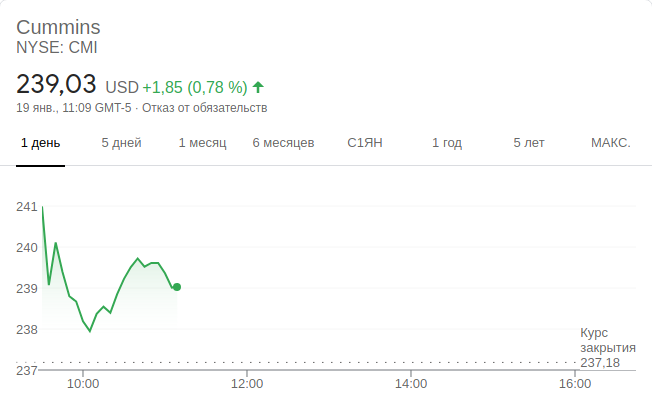 Cummins
NYSE: CMI
239,03 USD +1,85 (0,78 %)
19 янв., 11:09 GMT-5 · Отказ от обязательств
1 день 5 дней 1 месяц 6 месяцев С1ЯН 1 год 5 лет МАКС.
241
240
239
238
Курс
закрытия
237,18
237
10:00 12:00 14:00 16:00